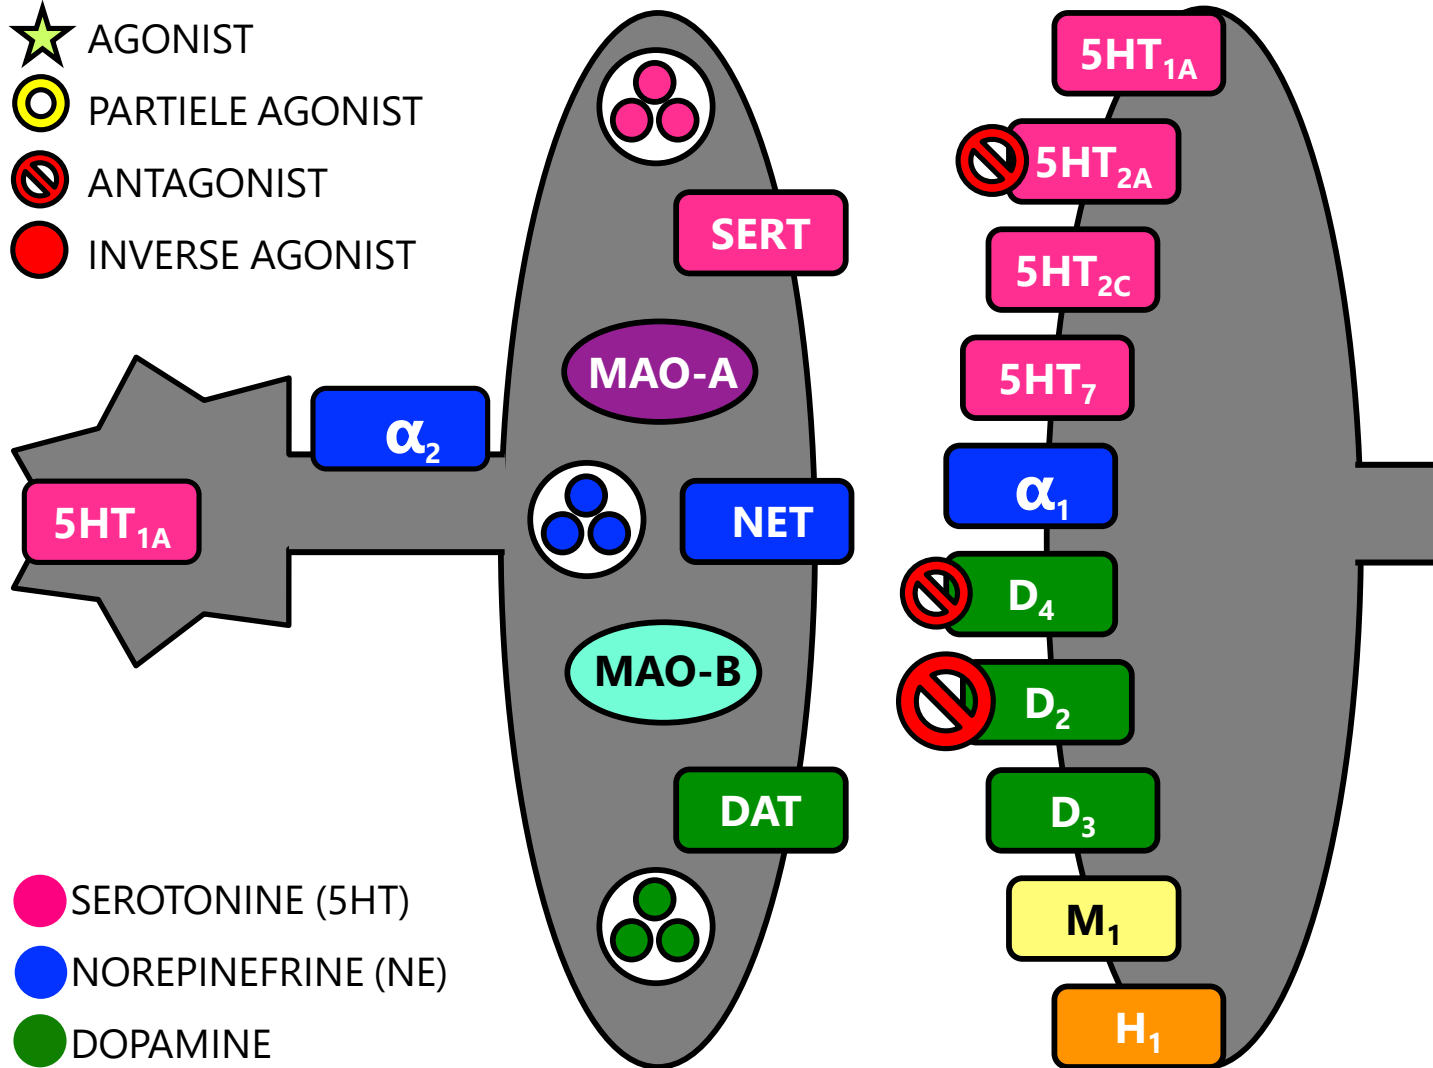 AGONIST
PARTIELE AGONIST
ANTAGONIST
INVERSE AGONIST
5HT1A
α2
SERT
MAO-A
NET
MAO-B
DAT
5HT1A
5HT2A
5HT2C
5HT7
α1
D4
D2
D3
M1
H1
SEROTONINE (5HT)
NOREPINEFRINE (NE)
DOPAMINE